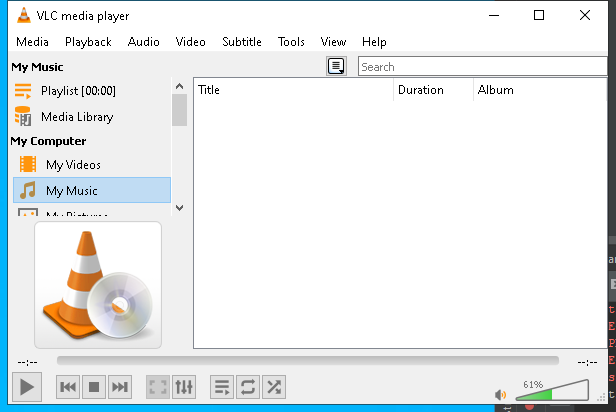 VLC media player
Media Playback Audio Video Subtitle Tools View Help
My Music
Search
Playlist [00:00]
Title Duration Album
Media Library
My Computer
My Videos
My Music
My Pictures
--:-- --:--
61%